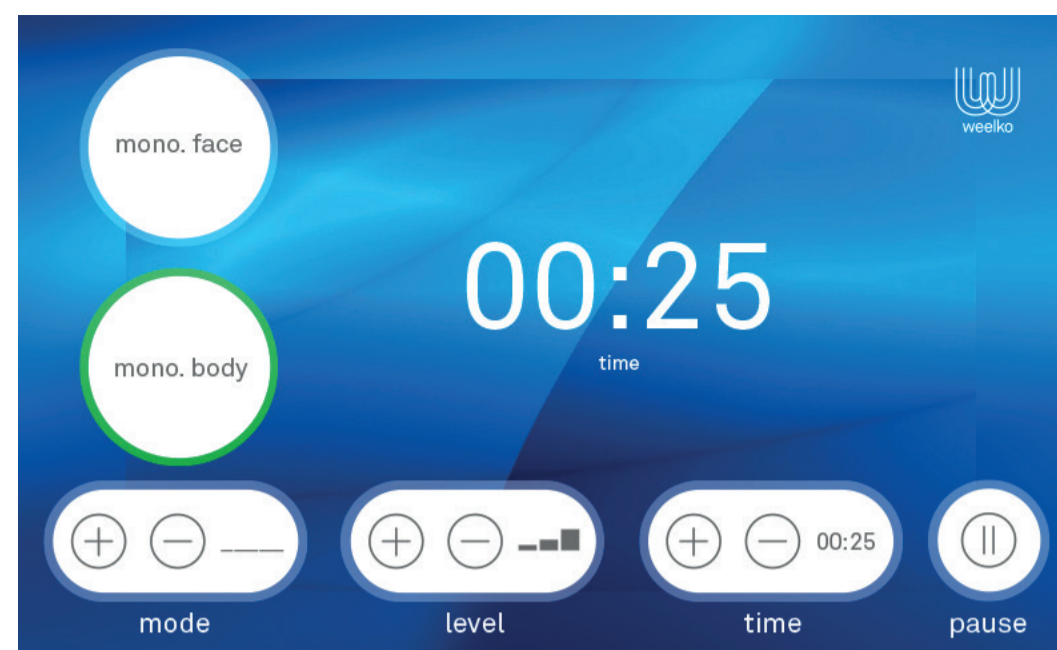 mono. face
weelko
00:25
time
mono. body
00:25
mode
level
time
pause